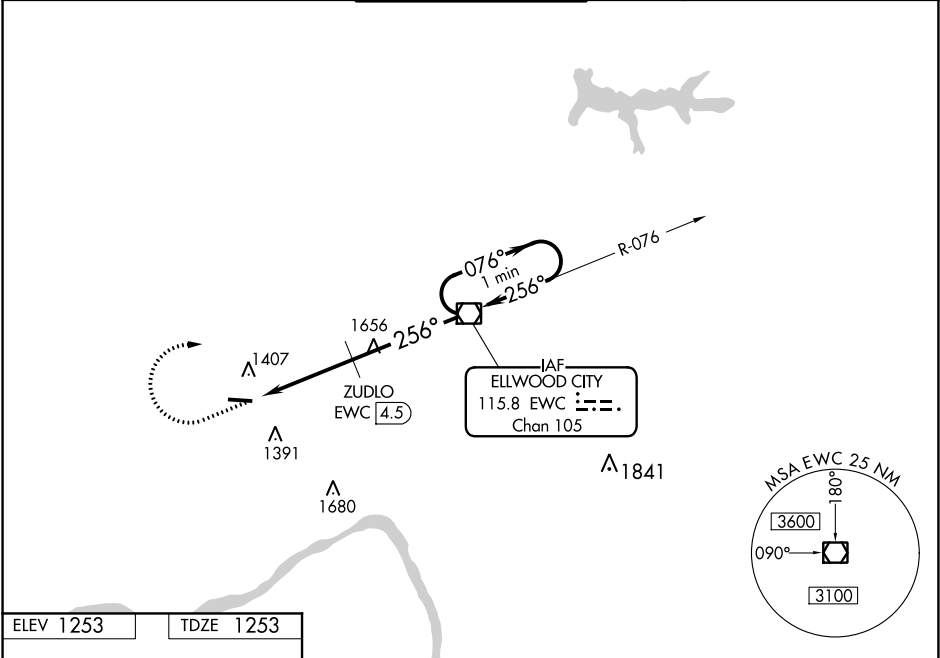 R-076
076°
1 min
256°
1656
256°
1407
IAF
ELLWOOD CITY
115.8 EWC
Chan 105
ZUDLO
EWC 4.5
1391
1841
1680
MSA EWC 25 NM
180°
3600
090°
3100
ELEV 1253
TDZE 1253